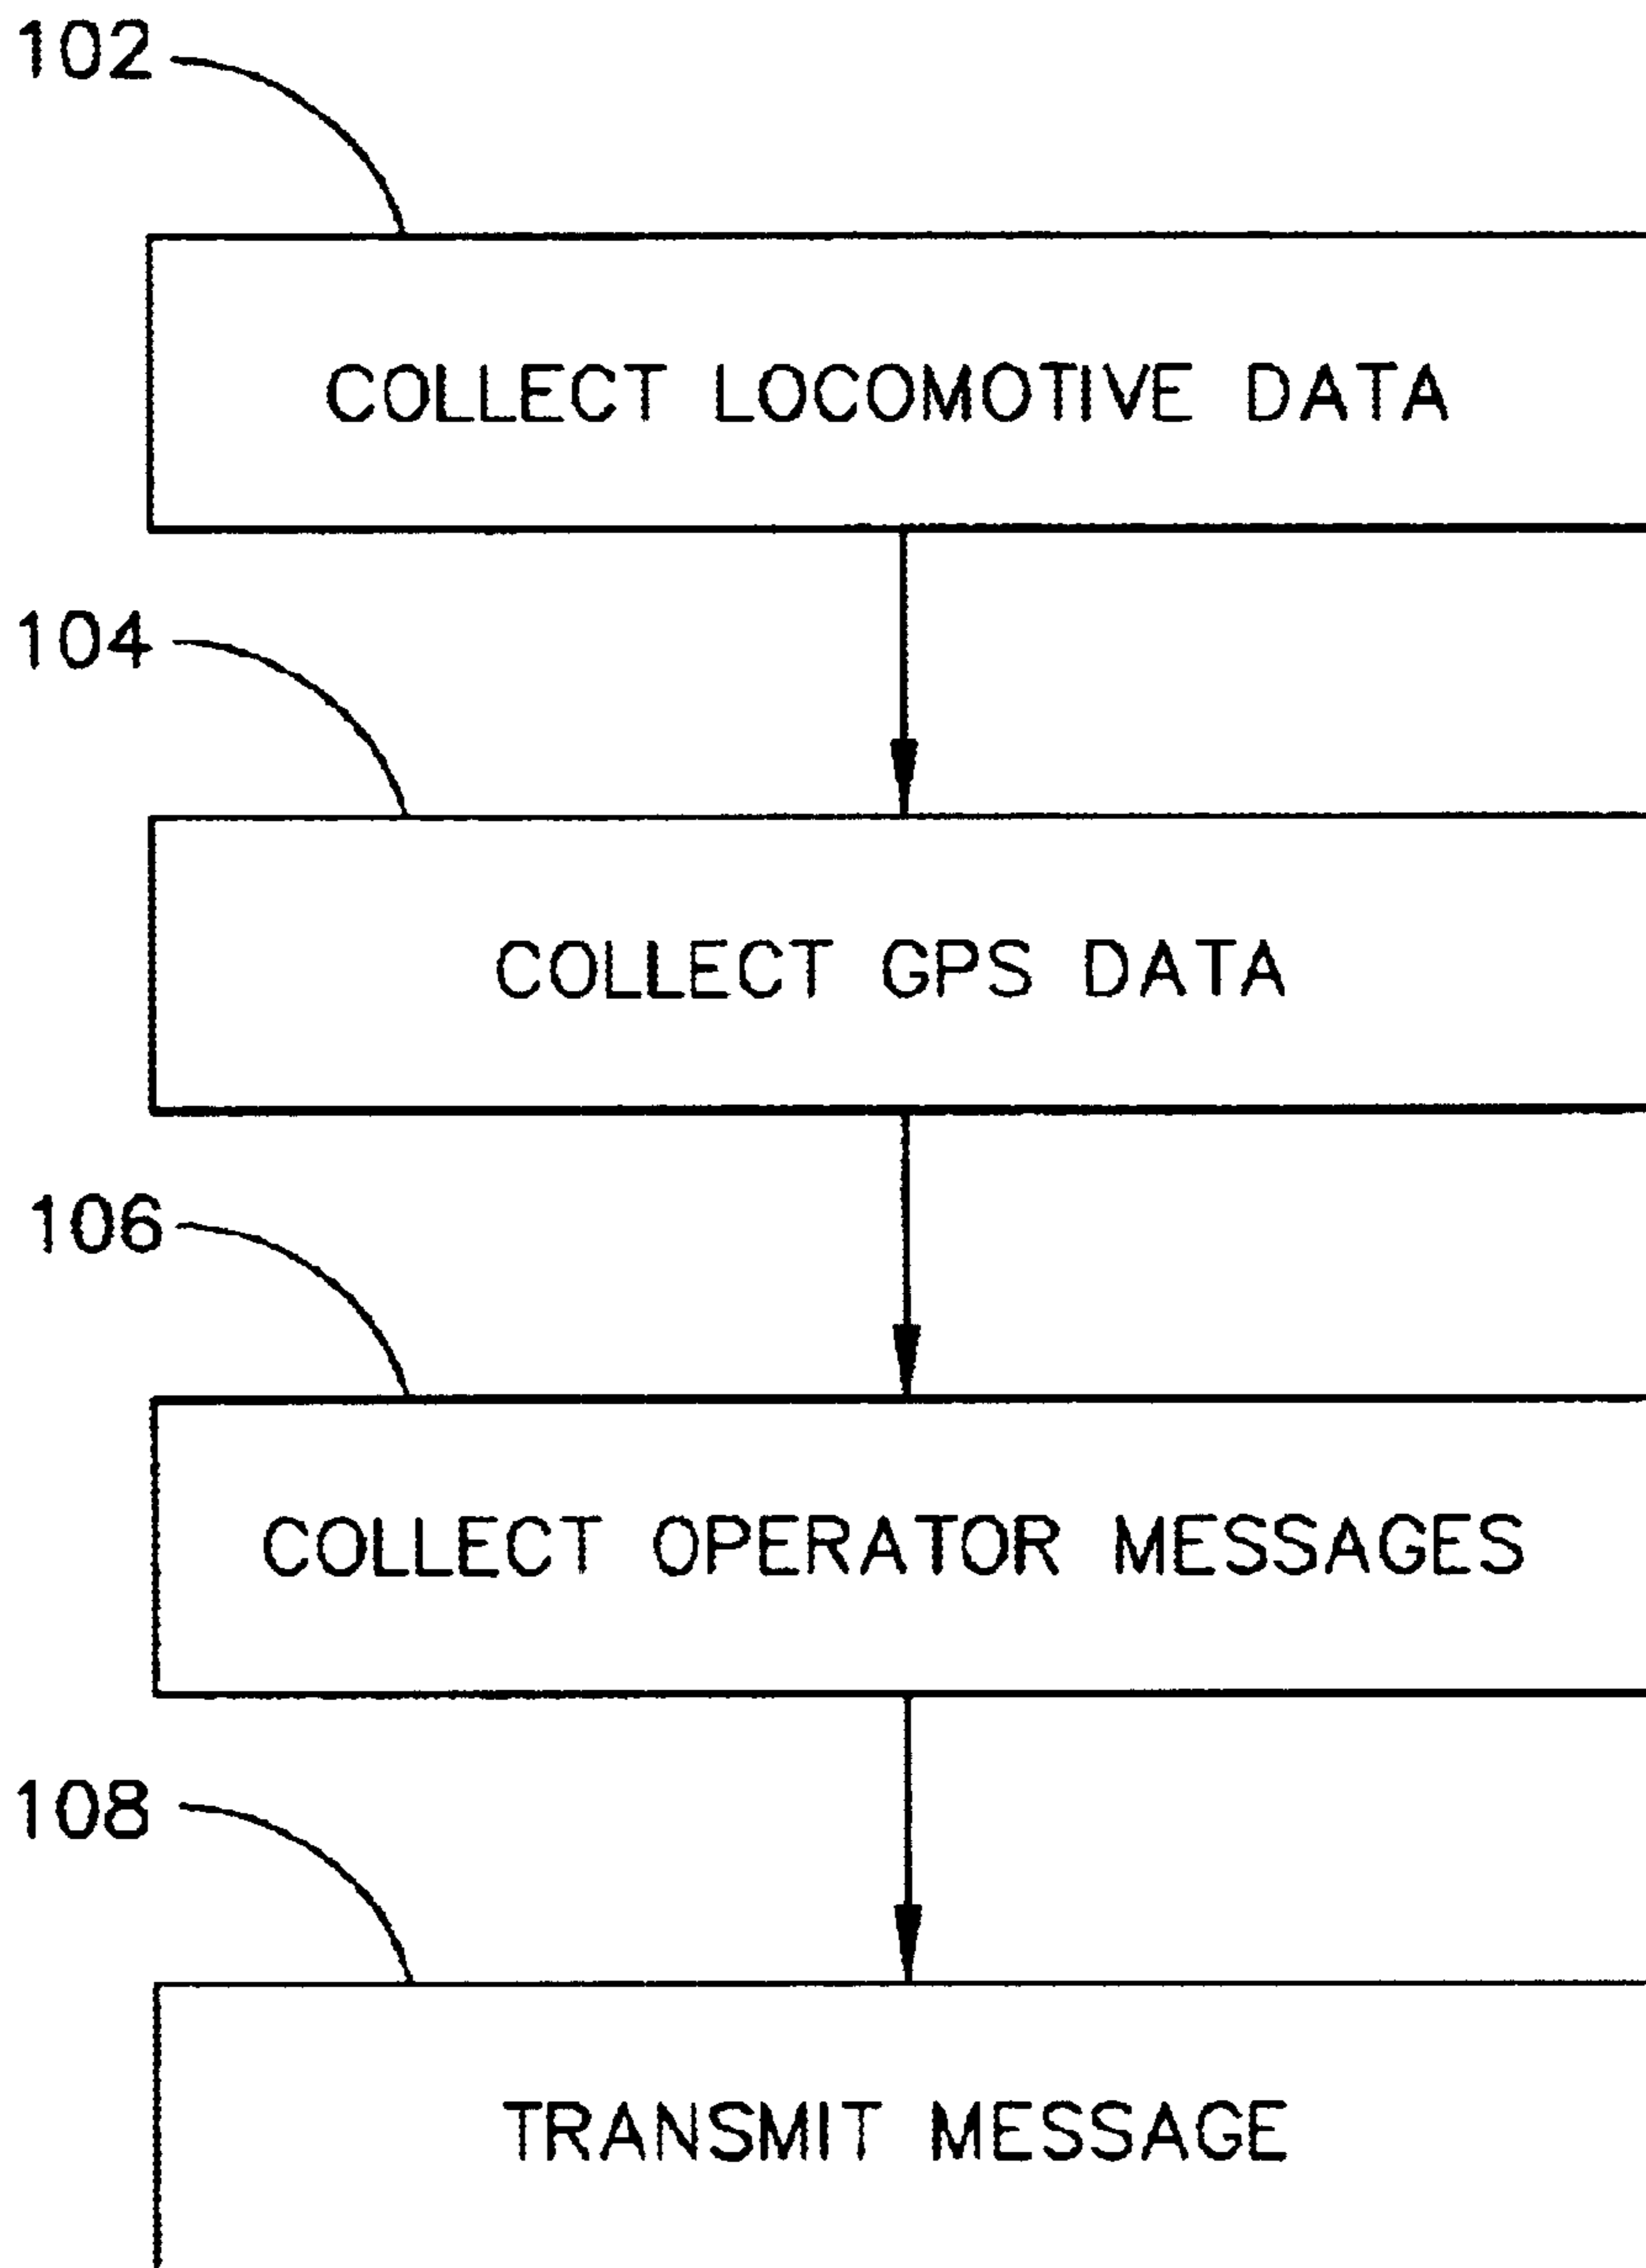 102
COLLECT LOCOMOTIVE DATA
104
COLLECT GPS DATA
106
COLLECT OPERATOR MESSAGES
108
TRANSMIT MESSAGE